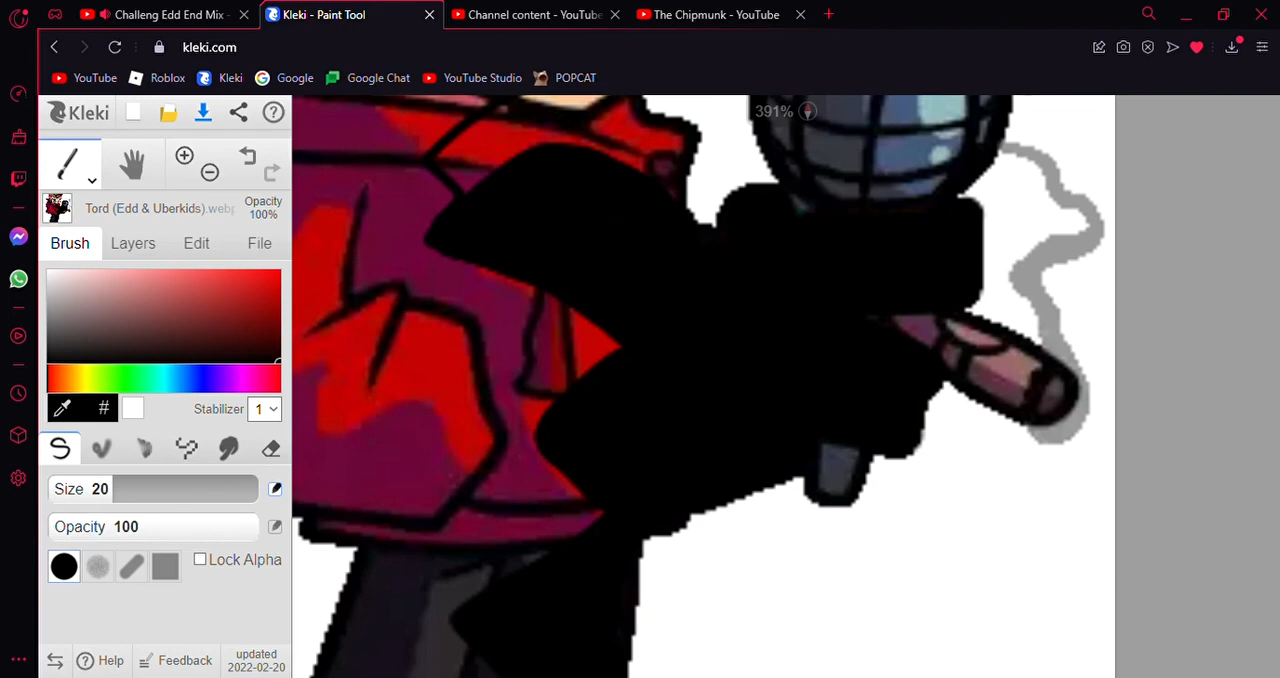 Challeng Edd End Mix -
Kleki - Paint Tool
Channel content - YouTube
The Chipmunk - YouTube
kleki.com
YouTube
Roblox
Kleki
Google
Google Chat
YouTube Studio
POPCAT
Kleki
391%
Tord (Edd & Uberkids).webp
Opacity
100%
Brush
Layers
Edit
File
#
Stabilizer
1
Size 20
Opacity 100
Lock Alpha
Help
Feedback
updated
2022-02-20